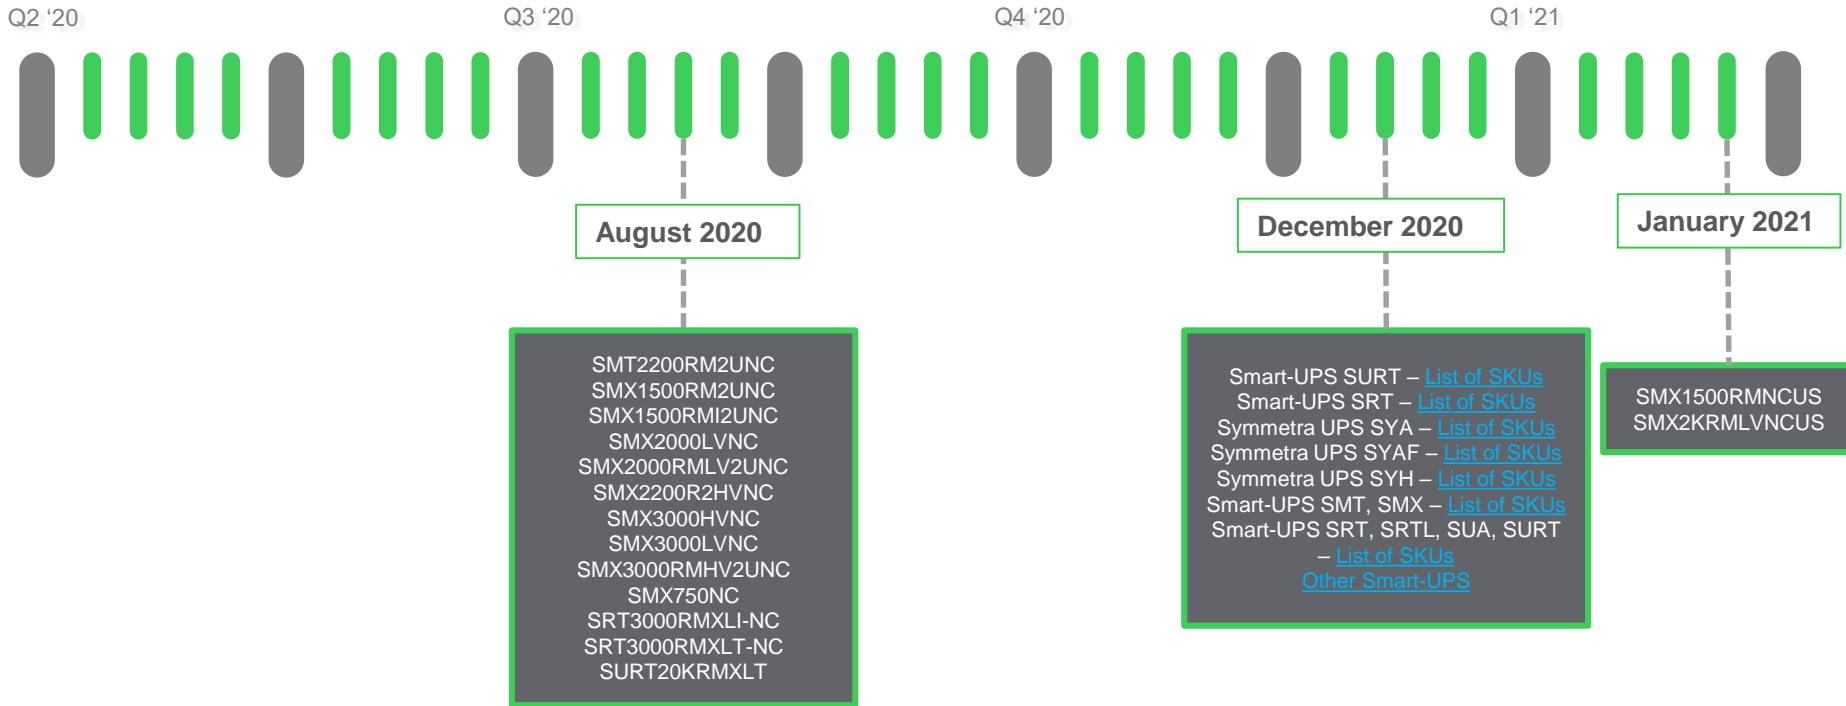 Q2 ‘20
Q3 ‘20
Q4 ‘20
Q1 ‘21
August 2020
December 2020
January 2021
SMT2200RM2UNC
SMX1500RM2UNC
SMX1500RMI2UNC
SMX2000LVNC
SMX2000RMLV2UNC
SMX2200R2HVNC
SMX3000HVNC
SMX3000LVNC
SMX3000RMHV2UNC
SMX750NC
SRT3000RMXLI-NC
SRT3000RMXLT-NC
SURT20KRMXLT
Smart-UPS SURT – List of SKUs
Smart-UPS SRT – List of SKUs
Symmetra UPS SYA – List of SKUs
Symmetra UPS SYAF – List of SKUs
Symmetra UPS SYH – List of SKUs
Smart-UPS SMT, SMX – List of SKUs
Smart-UPS SRT, SRTL, SUA, SURT
– List of SKUs
Other Smart-UPS
SMX1500RMNCUS
SMX2KRMLVNCUS